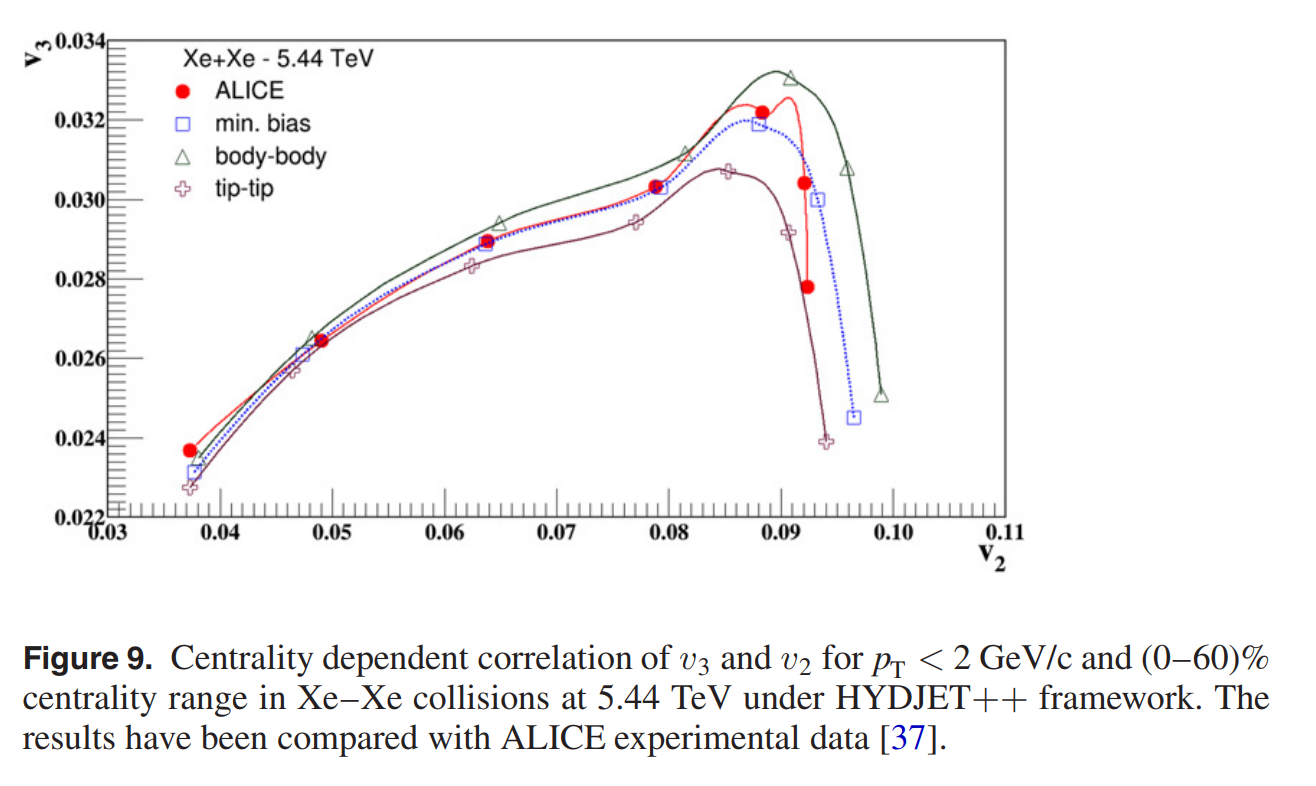 v3
0.034
0.032
0.030
0.028
0.026
0.024
0.022
Xe+Xe - 5.44 TeV
ALICE
min. bias
body-body
tip-tip
0.03 0.04 0.05 0.06 0.07 0.08 0.09 0.10 0.11
v2
Figure 9. Centrality dependent correlation of v3 and v2 for pT < 2 GeV/c and (0–60)%
centrality range in Xe–Xe collisions at 5.44 TeV under HYDJET++ framework. The
results have been compared with ALICE experimental data [37].